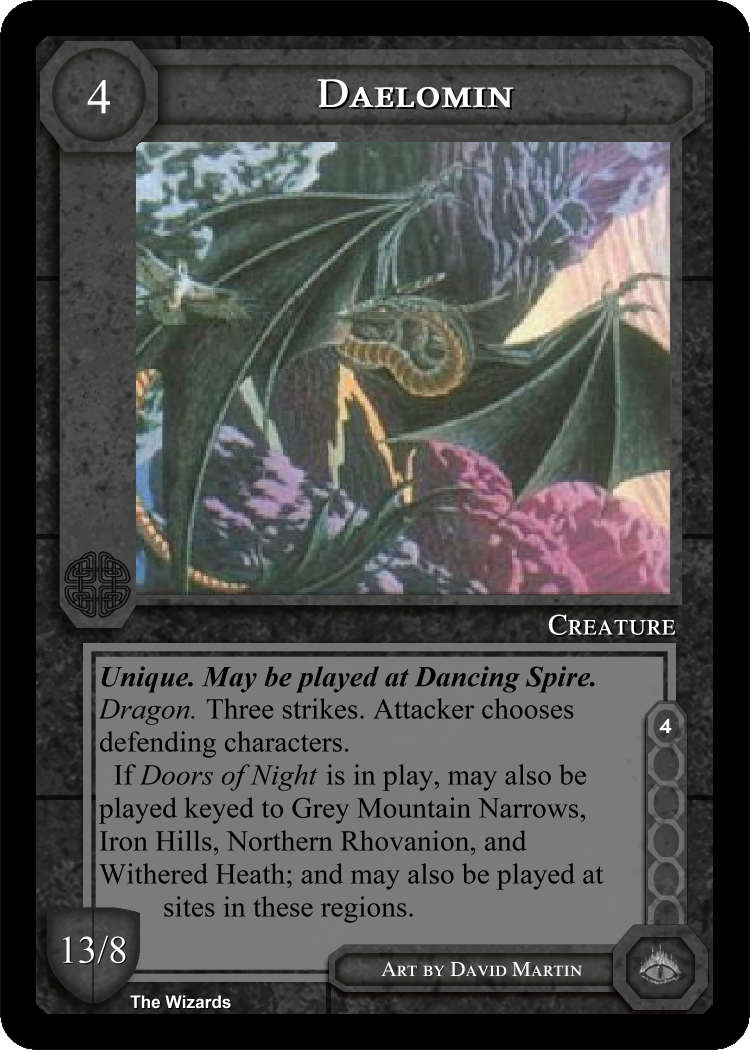 4
DAELOMIN
CREATURE
Unique. May be played at Dancing Spire.
Dragon. Three strikes. Attacker chooses
defending characters.
If Doors of Night is in play, may also be
played keyed to Grey Mountain Narrows,
Iron Hills, Northern Rhovanion, and
Withered Heath; and may also be played at
sites in these regions.
4
13/8
ART BY DAVID MARTIN
The Wizards